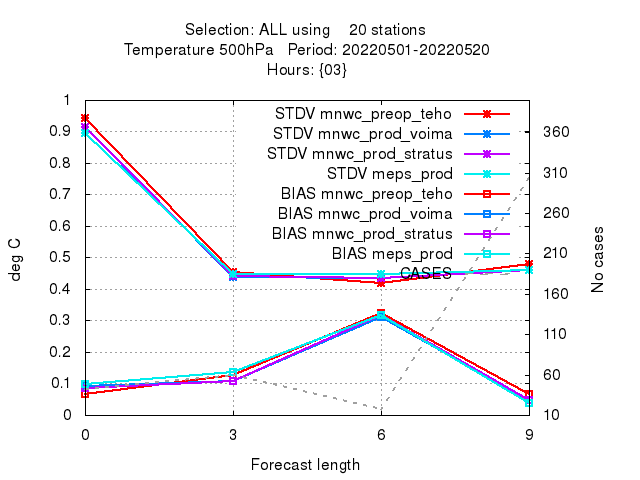 Selection: ALL using    20 stations
Temperature 500hPa   Period: 20220501-20220520
Hours: {03}
1
0.9
0.8
0.7
0.6
0.5
0.4
0.3
0.2
0.1
0
deg C
STDV mnwc_preop_teho
STDV mnwc_prod_voima
STDV mnwc_prod_stratus
STDV meps_prod
BIAS mnwc_preop_teho
BIAS mnwc_prod_voima
BIAS mnwc_prod_stratus
BIAS meps_prod
CASES
360
310
260
210
160
110
60
10
No cases
0 3 6 9
Forecast length